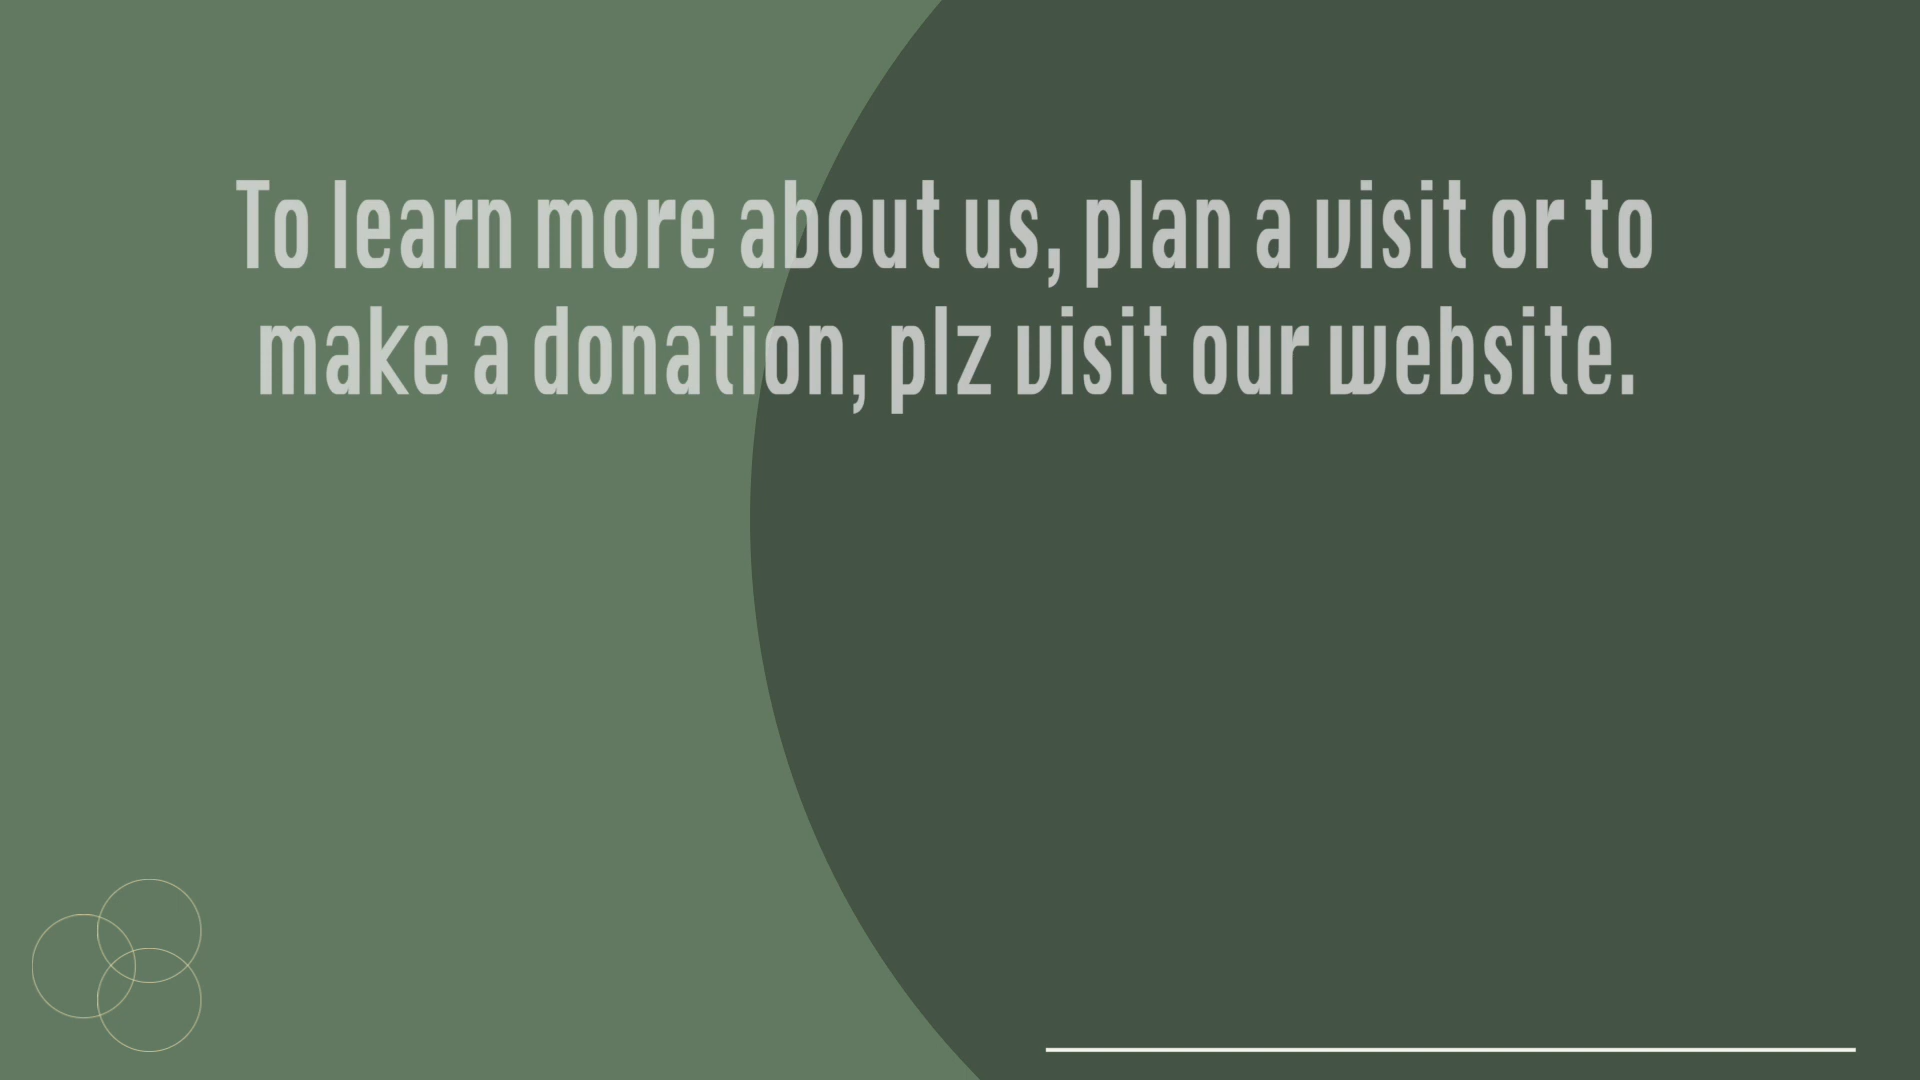 To learn more about us, plan a visit or to
make a donation, plz visit our website.